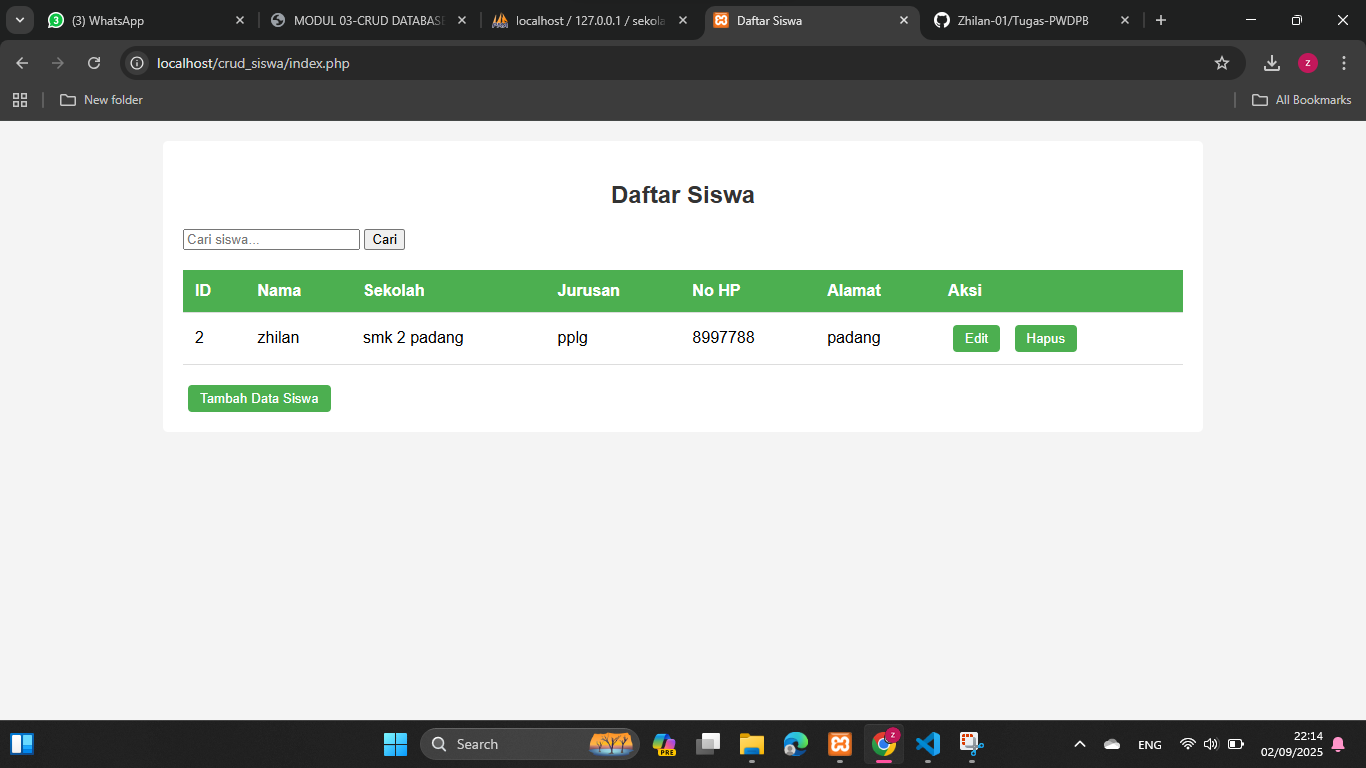 (3) WhatsApp
MODUL 03-CRUD DATABASE
localhost / 127.0.0.1 / sekola
Daftar Siswa
Zhilan-01/Tugas-PWDPB
localhost/crud_siswa/index.php
z
New folder
All Bookmarks
Daftar Siswa
Cari siswa... Cari
ID Nama Sekolah Jurusan No HP Alamat Aksi
2 zhilan smk 2 padang pplg 8997788 padang Edit Hapus
Tambah Data Siswa
Search
PRE
z
ENG
22:14
02/09/2025